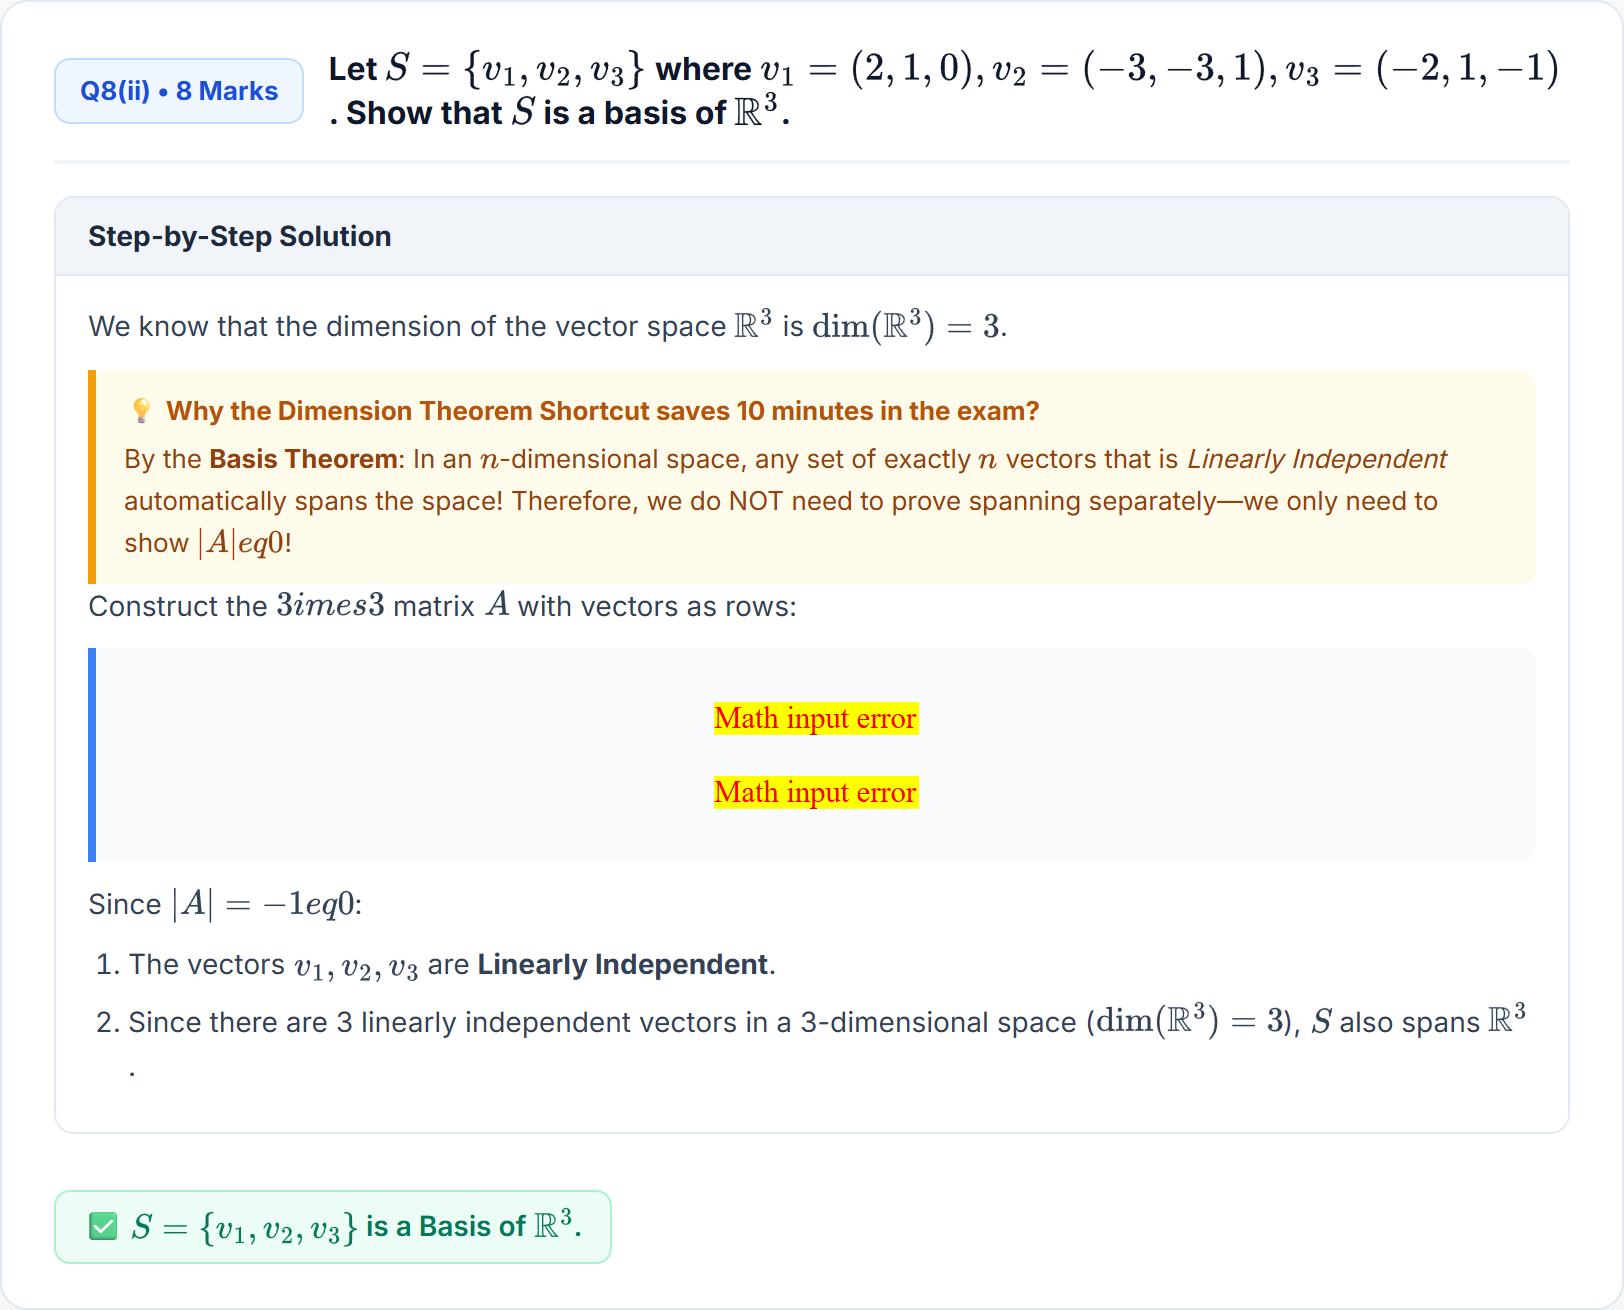 Q8(ii) • 8 Marks
Let S = {v₁, v₂, v₃} where v₁ = (2, 1, 0), v₂ = (−3, −3, 1), v₃ = (−2, 1, −1)
. Show that S is a basis of ℝ³.
Step-by-Step Solution
We know that the dimension of the vector space ℝ³ is dim(ℝ³) = 3.
💡 Why the Dimension Theorem Shortcut saves 10 minutes in the exam?
By the Basis Theorem: In an n-dimensional space, any set of exactly n vectors that is Linearly Independent
automatically spans the space! Therefore, we do NOT need to prove spanning separately—we only need to
show |A|eq0!
Construct the 3imes3 matrix A with vectors as rows:
Math input error
Math input error
Since |A| = −1eq0:
1. The vectors v₁, v₂, v₃ are Linearly Independent.
2. Since there are 3 linearly independent vectors in a 3-dimensional space (dim(ℝ³) = 3), S also spans ℝ³
.
✅ S = {v₁, v₂, v₃} is a Basis of ℝ³.